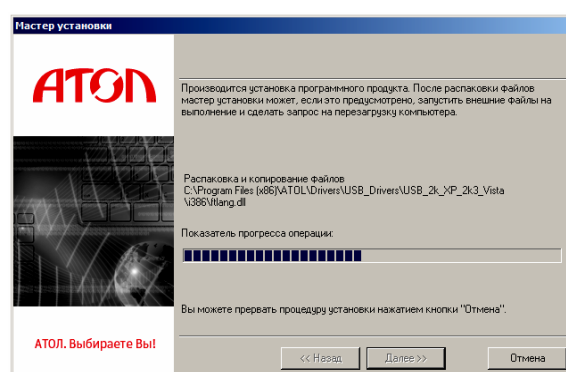 Мастер установки
АТОЛ
Производится установка программного продукта. После распаковки файлов
мастер установки может, если это предусмотрено, запустить внешние файлы на
выполнение и сделать запрос на перезагрузку компьютера.
Распаковка и копирование файлов
C:\Program Files (x86)\ATOL\Drivers\USB_Drivers\USB_2k_XP_2k3_Vista
\i386\ftlang.dll
Показатель прогресса операции:
Вы можете прервать процедуру установки нажатием кнопки "Отмена".
АТОЛ. Выбираете Вы!
<< Назад
Далее >>
Отмена